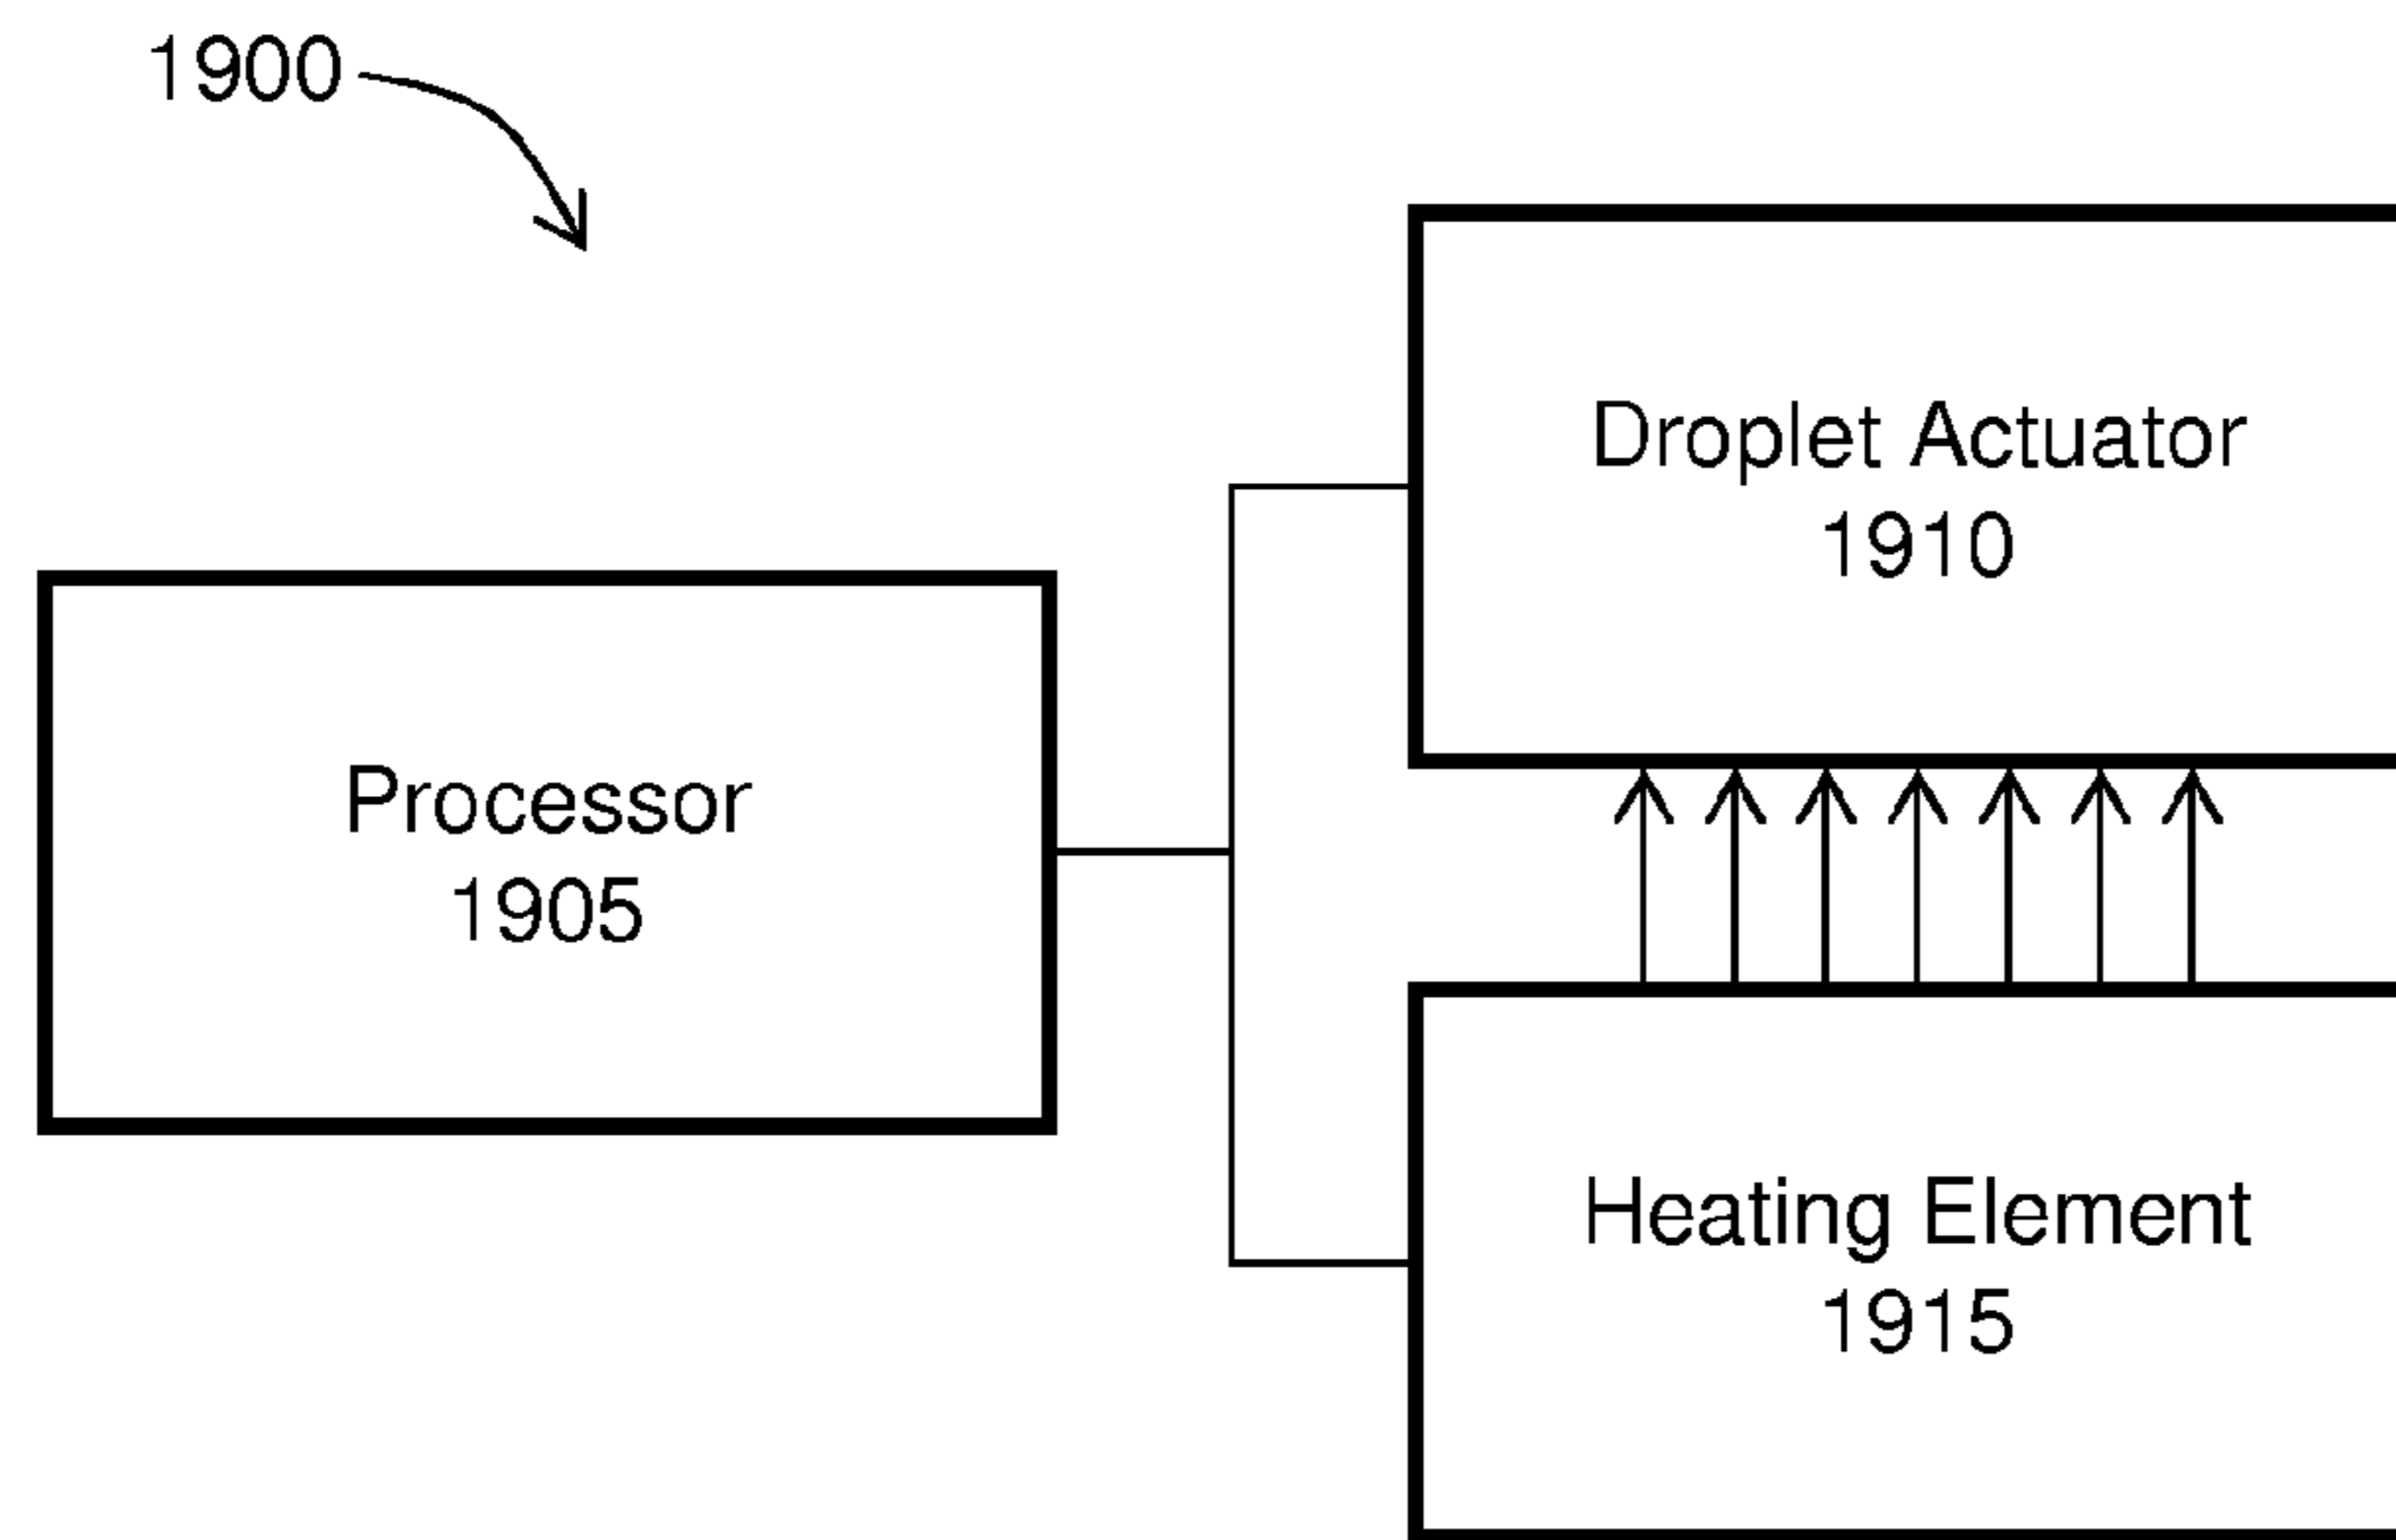 1900
Droplet Actuator
1910
Processor
1905
Heating Element
1915